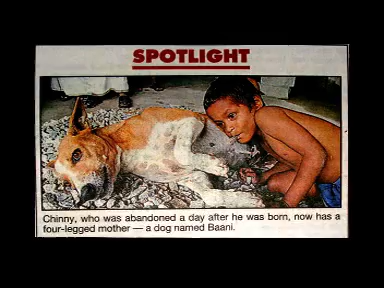 SPOTLIGHT
Chinny, who was abandoned a day after he was born, now has a
four-legged mother — a dog named Baani.